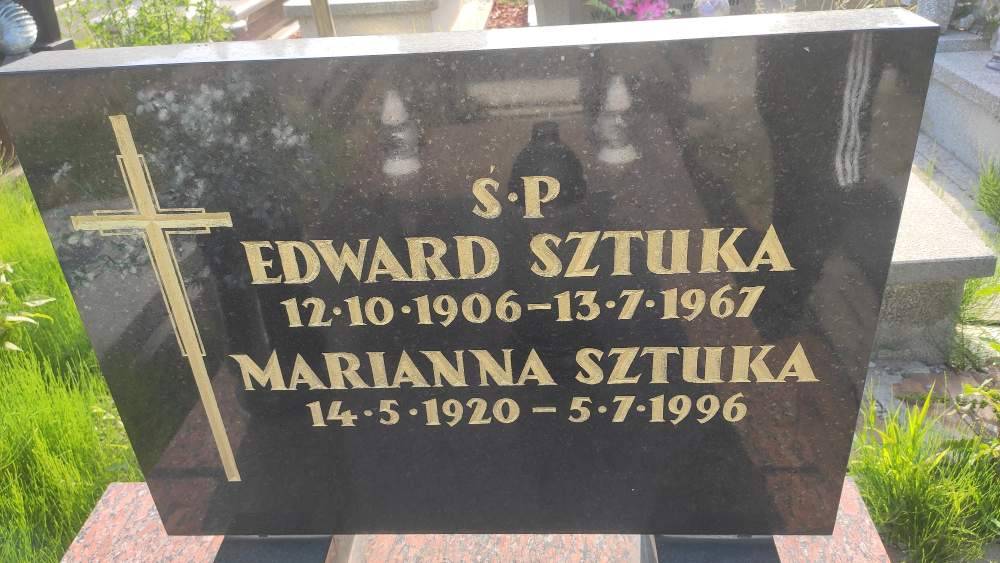 Ś·P
EDWARD SZTUKA
12·10·1906–13·7·1967
MARIANNA SZTUKA
14·5·1920 – 5·7·1996